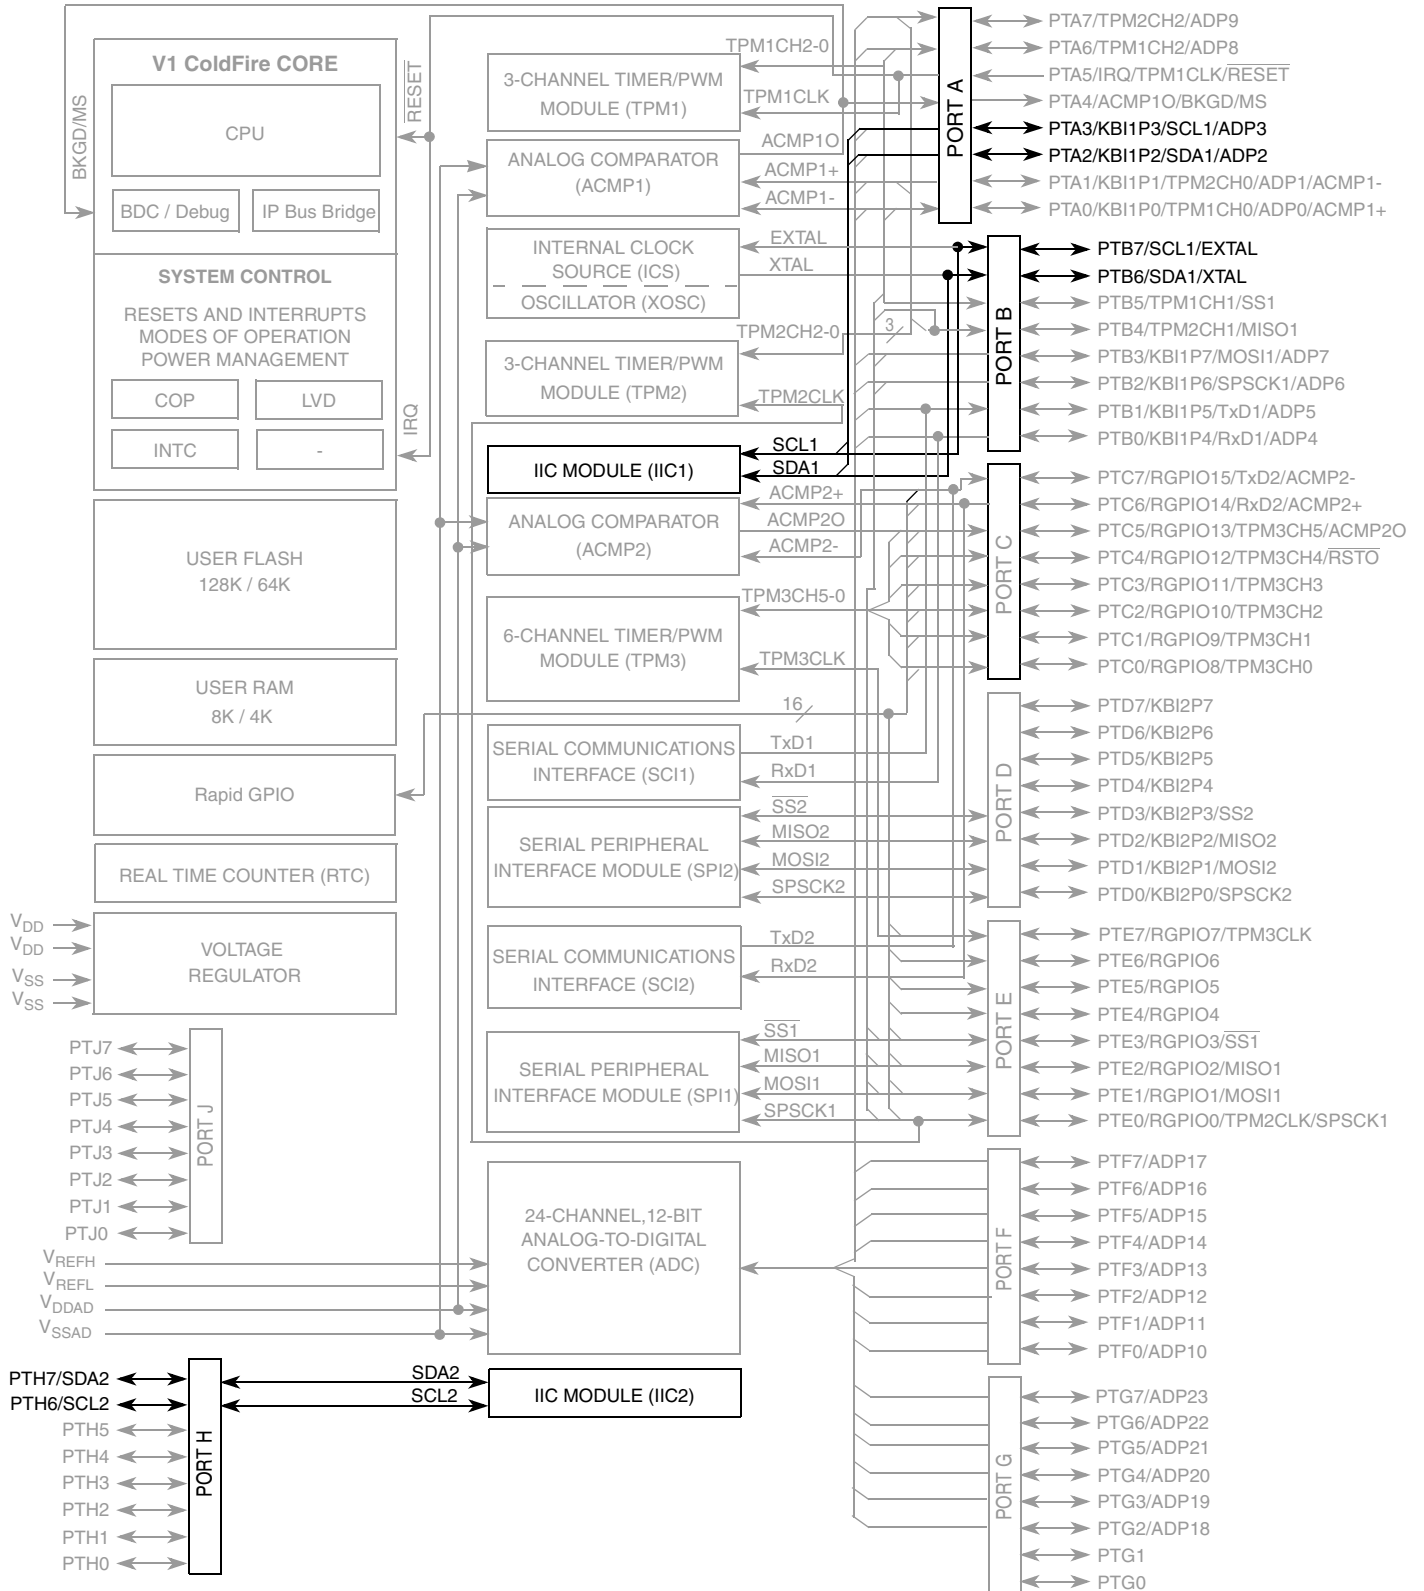 BKGD/MS
V1 ColdFire CORE
CPU
BDC / Debug
IP Bus Bridge
RESET
SYSTEM CONTROL
RESETS AND INTERRUPTS
MODES OF OPERATION
POWER MANAGEMENT
COP
LVD
INTC
-
IRQ
USER FLASH
128K / 64K
USER RAM
8K / 4K
Rapid GPIO
REAL TIME COUNTER (RTC)
VOLTAGE
REGULATOR
VDD
VDD
VSS
VSS
PTJ7
PTJ6
PTJ5
PTJ4
PTJ3
PTJ2
PTJ1
PTJ0
PORT J
VREFH
VREFL
VDDAD
VSSAD
PTH7/SDA2
PTH6/SCL2
PTH5
PTH4
PTH3
PTH2
PTH1
PTH0
PORT H
3-CHANNEL TIMER/PWM
MODULE (TPM1)
TPM1CH2-0
TPM1CLK
ANALOG COMPARATOR
(ACMP1)
ACMP1O
ACMP1+
ACMP1-
INTERNAL CLOCK
SOURCE (ICS)
OSCILLATOR (XOSC)
EXTAL
XTAL
3-CHANNEL TIMER/PWM
MODULE (TPM2)
TPM2CH2-0
3
TPM2CLK
IIC MODULE (IIC1)
SCL1
SDA1
ANALOG COMPARATOR
(ACMP2)
ACMP2+
ACMP2O
ACMP2-
6-CHANNEL TIMER/PWM
MODULE (TPM3)
TPM3CH5-0
TPM3CLK
16
SERIAL COMMUNICATIONS
INTERFACE (SCI1)
TxD1
RxD1
SERIAL PERIPHERAL
INTERFACE MODULE (SPI2)
SS2
MISO2
MOSI2
SPSCK2
SERIAL COMMUNICATIONS
INTERFACE (SCI2)
TxD2
RxD2
SERIAL PERIPHERAL
INTERFACE MODULE (SPI1)
SS1
MISO1
MOSI1
SPSCK1
24-CHANNEL,12-BIT
ANALOG-TO-DIGITAL
CONVERTER (ADC)
IIC MODULE (IIC2)
SDA2
SCL2
PORT A
PTA7/TPM2CH2/ADP9
PTA6/TPM1CH2/ADP8
PTA5/IRQ/TPM1CLK/RESET
PTA4/ACMP1O/BKGD/MS
PTA3/KBI1P3/SCL1/ADP3
PTA2/KBI1P2/SDA1/ADP2
PTA1/KBI1P1/TPM2CH0/ADP1/ACMP1-
PTA0/KBI1P0/TPM1CH0/ADP0/ACMP1+
PORT B
PTB7/SCL1/EXTAL
PTB6/SDA1/XTAL
PTB5/TPM1CH1/SS1
PTB4/TPM2CH1/MISO1
PTB3/KBI1P7/MOSI1/ADP7
PTB2/KBI1P6/SPSCK1/ADP6
PTB1/KBI1P5/TxD1/ADP5
PTB0/KBI1P4/RxD1/ADP4
PORT C
PTC7/RGPIO15/TxD2/ACMP2-
PTC6/RGPIO14/RxD2/ACMP2+
PTC5/RGPIO13/TPM3CH5/ACMP2O
PTC4/RGPIO12/TPM3CH4/RSTO
PTC3/RGPIO11/TPM3CH3
PTC2/RGPIO10/TPM3CH2
PTC1/RGPIO9/TPM3CH1
PTC0/RGPIO8/TPM3CH0
PORT D
PTD7/KBI2P7
PTD6/KBI2P6
PTD5/KBI2P5
PTD4/KBI2P4
PTD3/KBI2P3/SS2
PTD2/KBI2P2/MISO2
PTD1/KBI2P1/MOSI2
PTD0/KBI2P0/SPSCK2
PORT E
PTE7/RGPIO7/TPM3CLK
PTE6/RGPIO6
PTE5/RGPIO5
PTE4/RGPIO4
PTE3/RGPIO3/SS1
PTE2/RGPIO2/MISO1
PTE1/RGPIO1/MOSI1
PTE0/RGPIO0/TPM2CLK/SPSCK1
PORT F
PTF7/ADP17
PTF6/ADP16
PTF5/ADP15
PTF4/ADP14
PTF3/ADP13
PTF2/ADP12
PTF1/ADP11
PTF0/ADP10
PORT G
PTG7/ADP23
PTG6/ADP22
PTG5/ADP21
PTG4/ADP20
PTG3/ADP19
PTG2/ADP18
PTG1
PTG0